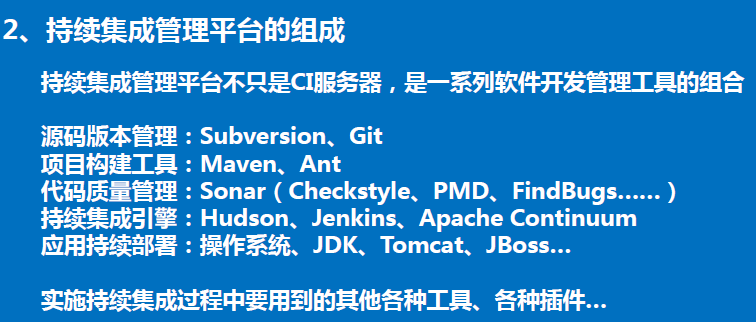 2、持续集成管理平台的组成
持续集成管理平台不只是CI服务器，是一系列软件开发管理工具的组合
源码版本管理：Subversion、Git
项目构建工具：Maven、Ant
代码质量管理：Sonar（Checkstyle、PMD、FindBugs……）
持续集成引擎：Hudson、Jenkins、Apache Continuum
应用持续部署：操作系统、JDK、Tomcat、JBoss…
实施持续集成过程中要用到的其他各种工具、各种插件…